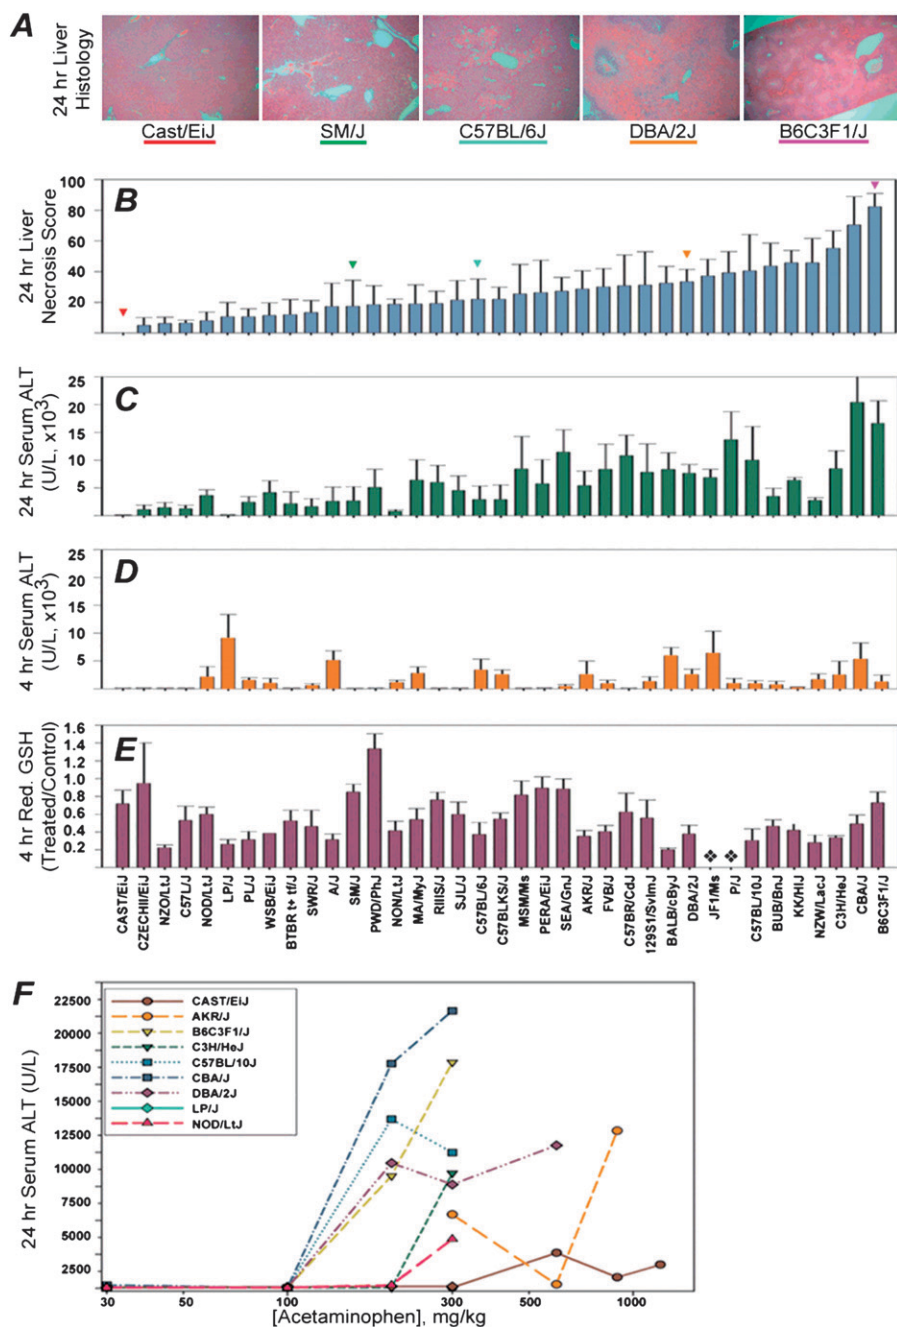 A
24 hr Liver
Histology
Cast/EiJ SM/J C57BL/6J DBA/2J B6C3F1/J
B
24 hr Liver
Necrosis Score
100
80
60
40
20
C
24 hr Serum ALT
(U/L, x10³)
25
20
15
10
5
D
4 hr Serum ALT
(U/L, x10³)
25
20
15
10
5
E
4 hr Red. GSH
(Treated/Control)
1.6
1.4
1.2
1.0
0.8
0.6
0.4
0.2
CAST/EiJ
CZECHII/EiJ
NZO/LtJ
C57L/J
NOD/LtJ
LP/J
PL/J
WSB/EiJ
BTBR t+ tf/J
SWR/J
A/J
SM/J
PWD/PhJ
NON/LtJ
MA/MyJ
RIIIS/J
SJL/J
C57BL/6J
C57BLKS/J
MSM/Ms
PERA/EiJ
SEA/GnJ
AKR/J
FVB/J
C57BR/CdJ
129S1/SvImJ
BALB/cByJ
DBA/2J
JF1/Ms
P/J
C57BL/10J
BUB/BnJ
KK/HlJ
NZW/LacJ
C3H/HeJ
CBA/J
B6C3F1/J
F
24 hr Serum ALT (U/L)
22500
20000
17500
15000
12500
10000
7500
5000
2500
CAST/EiJ
AKR/J
B6C3F1/J
C3H/HeJ
C57BL/10J
CBA/J
DBA/2J
LP/J
NOD/LtJ
30 50 100 300 500 1000
[Acetaminophen], mg/kg